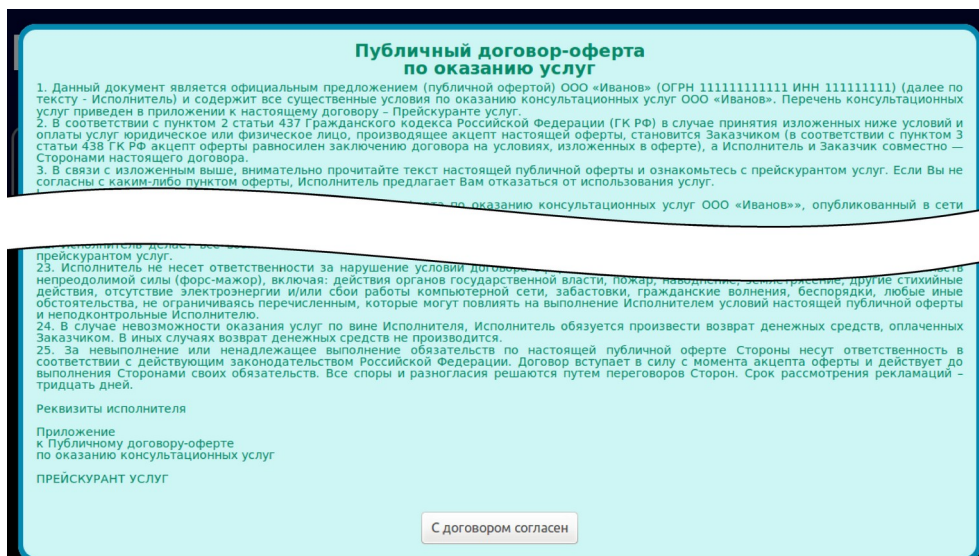 Публичный договор-оферта
по оказанию услуг
1. Данный документ является официальным предложением (публичной офертой) ООО «Иванов» (ОГРН 111111111111 ИНН 111111111) (далее по
тексту - Исполнитель) и содержит все существенные условия по оказанию консультационных услуг ООО «Иванов». Перечень консультационных
услуг приведен в приложении к настоящему договору – Прейскуранте услуг.
2. В соответствии с пунктом 2 статьи 437 Гражданского кодекса Российской Федерации (ГК РФ) в случае принятия изложенных ниже условий и
оплаты услуг юридическое или физическое лицо, производящее акцепт настоящей оферты, становится Заказчиком (в соответствии с пунктом 3
статьи 438 ГК РФ акцепт оферты равносилен заключению договора на условиях, изложенных в оферте), а Исполнитель и Заказчик совместно —
Сторонами настоящего договора.
3. В связи с изложенным выше, внимательно прочитайте текст настоящей публичной оферты и ознакомьтесь с прейскурантом услуг. Если Вы не
согласны с каким-либо пунктом оферты, Исполнитель предлагает Вам отказаться от использования услуг.
по оказанию консультационных услуг ООО «Иванов»», опубликованный в сети
Исполнитель делает все
прейскурантом услуг.
23. Исполнитель не несет ответственности за нарушение условий договора
непреодолимой силы (форс-мажор), включая: действия органов государственной власти, пожар, наводнение, землетрясение, другие стихийные
действия, отсутствие электроэнергии и/или сбои работы компьютерной сети, забастовки, гражданские волнения, беспорядки, любые иные
обстоятельства, не ограничиваясь перечисленным, которые могут повлиять на выполнение Исполнителем условий настоящей публичной оферты
и неподконтрольные Исполнителю.
24. В случае невозможности оказания услуг по вине Исполнителя, Исполнитель обязуется произвести возврат денежных средств, оплаченных
Заказчиком. В иных случаях возврат денежных средств не производится.
25. За невыполнение или ненадлежащее выполнение обязательств по настоящей публичной оферте Стороны несут ответственность в
соответствии с действующим законодательством Российской Федерации. Договор вступает в силу с момента акцепта оферты и действует до
выполнения Сторонами своих обязательств. Все споры и разногласия решаются путем переговоров Сторон. Срок рассмотрения рекламаций –
тридцать дней.
Реквизиты исполнителя
Приложение
к Публичному договору-оферте
по оказанию консультационных услуг
ПРЕЙСКУРАНТ УСЛУГ
С договором согласен